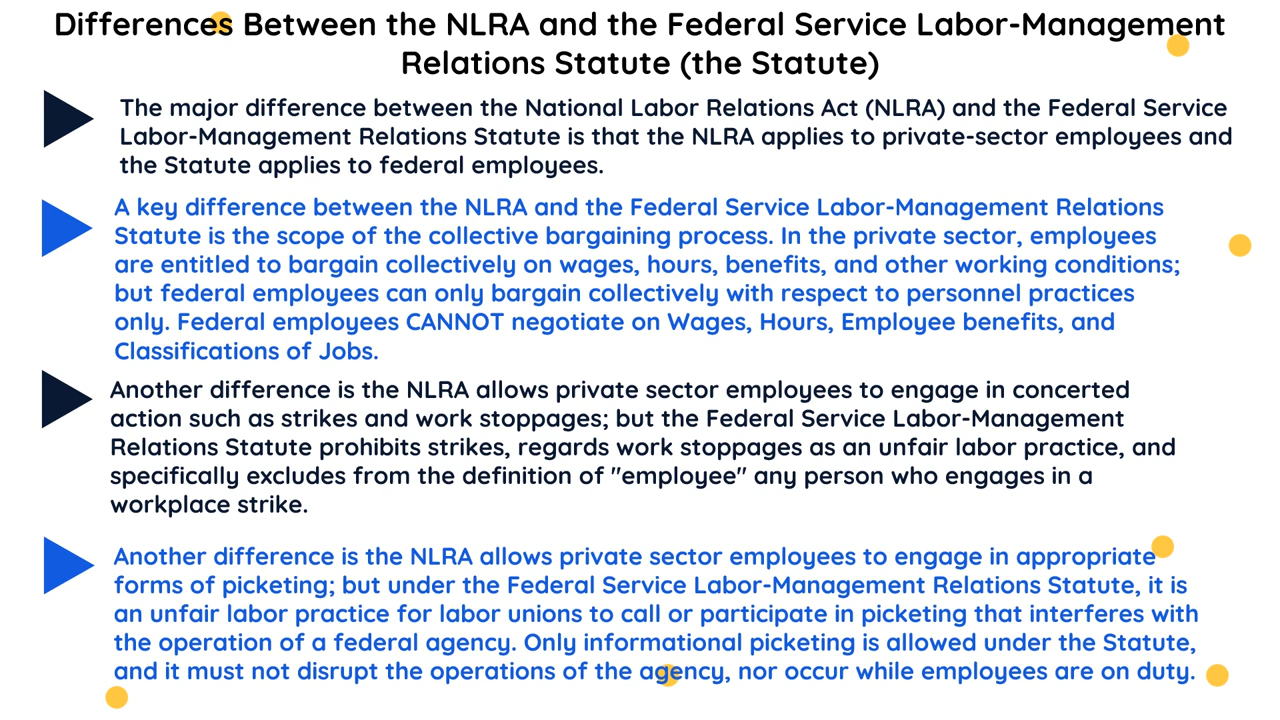 Differences Between the NLRA and the Federal Service Labor-Management
Relations Statute (the Statute)
The major difference between the National Labor Relations Act (NLRA) and the Federal Service
Labor-Management Relations Statute is that the NLRA applies to private-sector employees and
the Statute applies to federal employees.
A key difference between the NLRA and the Federal Service Labor-Management Relations
Statute is the scope of the collective bargaining process. In the private sector, employees
are entitled to bargain collectively on wages, hours, benefits, and other working conditions;
but federal employees can only bargain collectively with respect to personnel practices
only. Federal employees CANNOT negotiate on Wages, Hours, Employee benefits, and
Classifications of Jobs.
Another difference is the NLRA allows private sector employees to engage in concerted
action such as strikes and work stoppages; but the Federal Service Labor-Management
Relations Statute prohibits strikes, regards work stoppages as an unfair labor practice, and
specifically excludes from the definition of "employee" any person who engages in a
workplace strike.
Another difference is the NLRA allows private sector employees to engage in appropriate
forms of picketing; but under the Federal Service Labor-Management Relations Statute, it is
an unfair labor practice for labor unions to call or participate in picketing that interferes with
the operation of a federal agency. Only informational picketing is allowed under the Statute,
and it must not disrupt the operations of the agency, nor occur while employees are on duty.